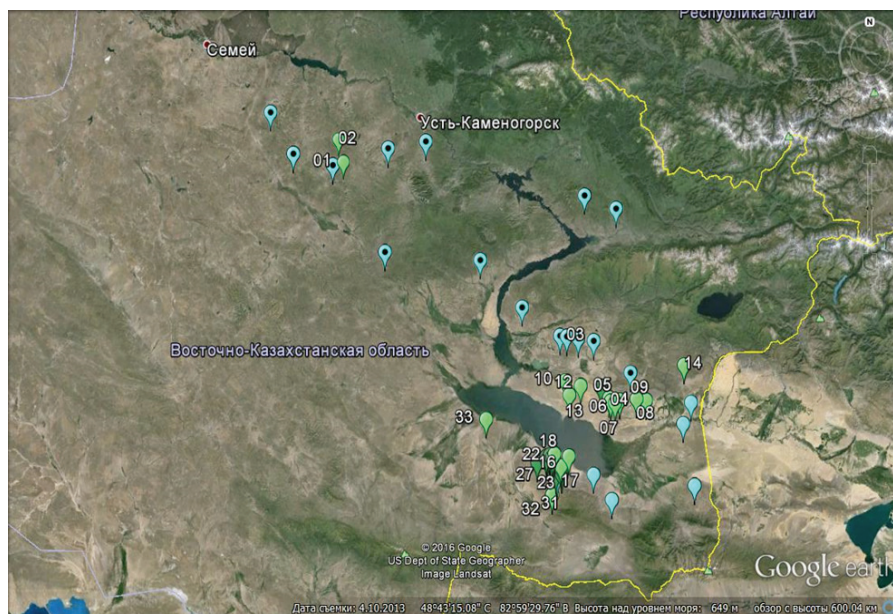 Республика Алтай
N
Семей
Усть-Каменогорск
02
01
Восточно-Казахстанская область
03
14
10 12 05 09
13 06 04 08
07
33
18
22 16
27 23 17
31
32
© 2016 Google
US Dept of State Geographer
Image Landsat
Google earth
Дата съемки: 4.10.2013 48°43'15.08" С 82°59'29.76" В Высота над уровнем моря: 649 м обзор с высоты 600.04 км